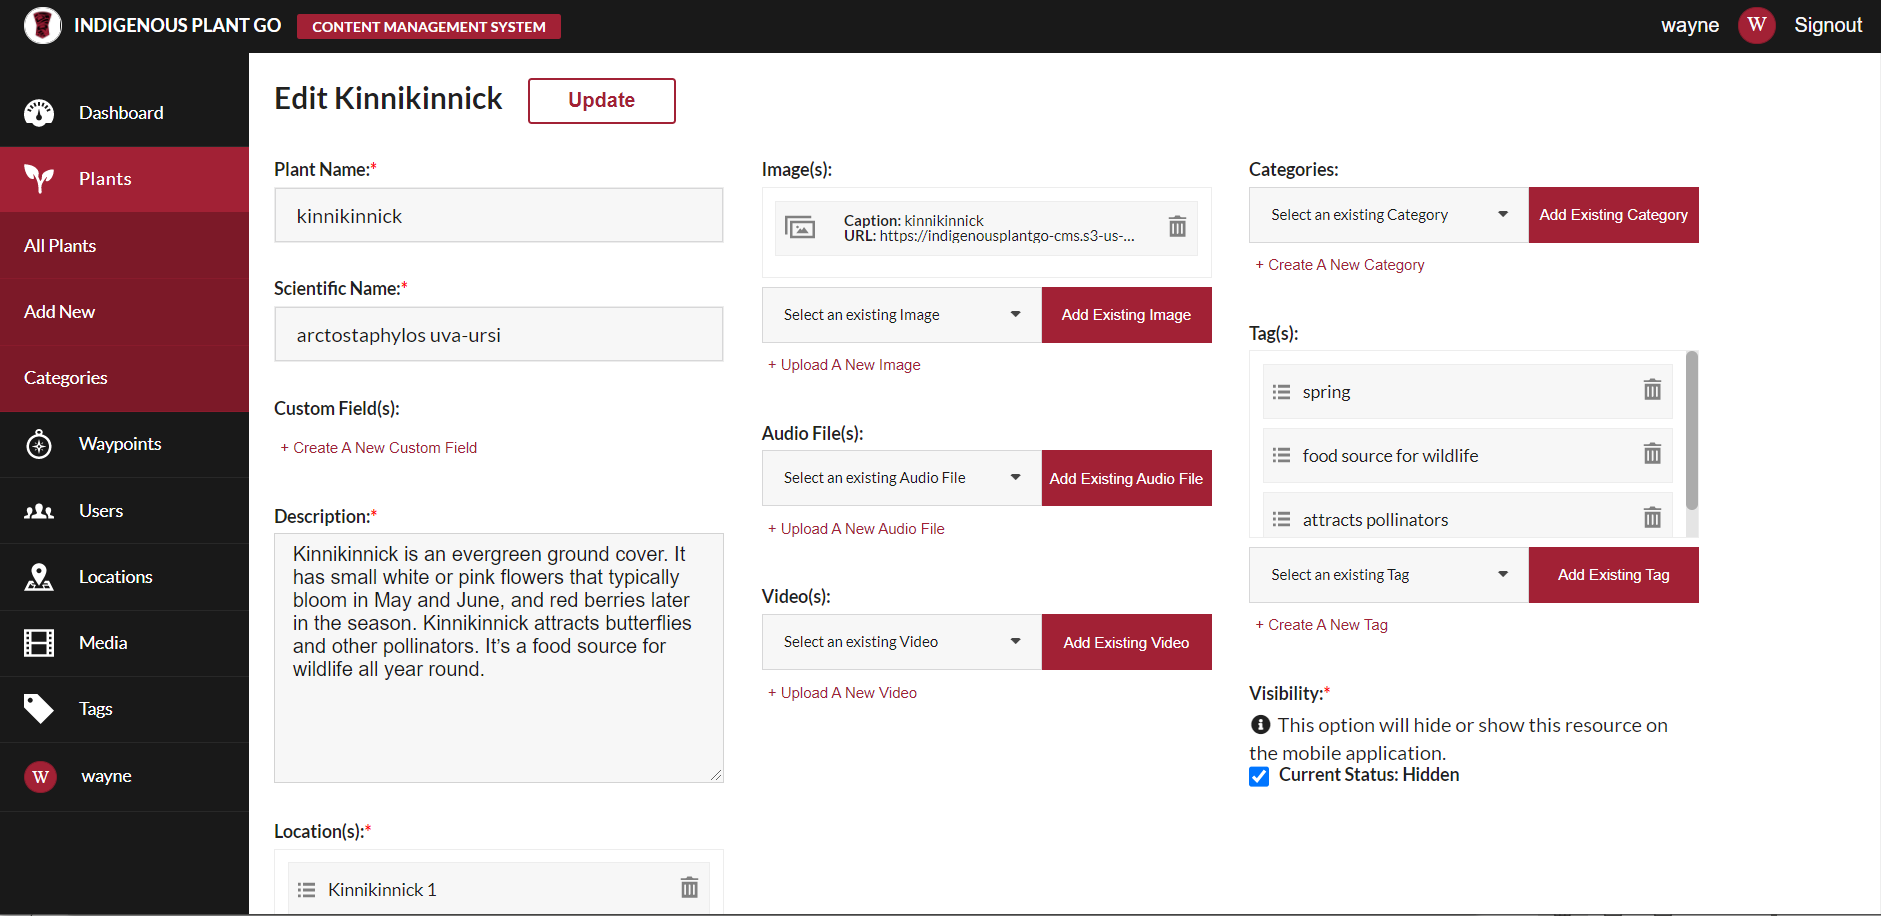 INDIGENOUS PLANT GO
CONTENT MANAGEMENT SYSTEM
wayne
W
Signout
Dashboard
Plants
All Plants
Add New
Categories
Waypoints
Users
Locations
Media
Tags
W
wayne
Edit Kinnikinnick
Update
Plant Name:*
kinnikinnick
Scientific Name:*
arctostaphylos uva-ursi
Custom Field(s):
+ Create A New Custom Field
Description:*
Kinnikinnick is an evergreen ground cover. It
has small white or pink flowers that typically
bloom in May and June, and red berries later
in the season. Kinnikinnick attracts butterflies
and other pollinators. It’s a food source for
wildlife all year round.
Location(s):*
Kinnikinnick 1
Image(s):
Caption: kinnikinnick
URL: https://indigenousplantgo-cms.s3-us-...
Select an existing Image
Add Existing Image
+ Upload A New Image
Audio File(s):
Select an existing Audio File
Add Existing Audio File
+ Upload A New Audio File
Video(s):
Select an existing Video
Add Existing Video
+ Upload A New Video
Categories:
Select an existing Category
Add Existing Category
+ Create A New Category
Tag(s):
spring
food source for wildlife
attracts pollinators
Select an existing Tag
Add Existing Tag
+ Create A New Tag
Visibility:*
This option will hide or show this resource on
the mobile application.
Current Status: Hidden